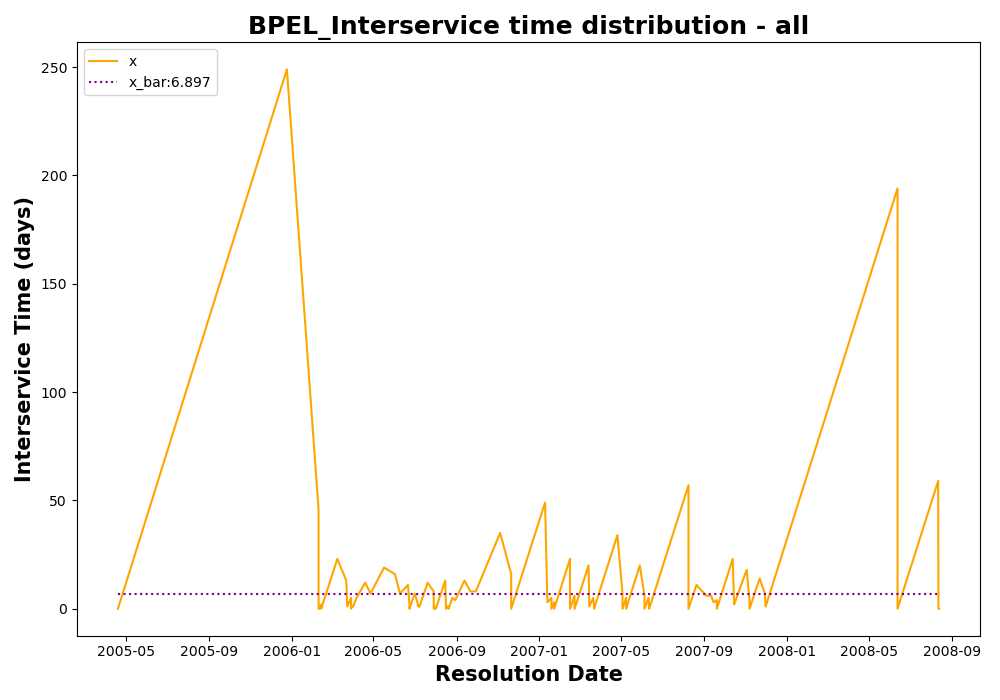 BPEL_Interservice time distribution - all
x
x_bar:6.897
Interservice Time (days)
250
200
150
100
50
0
2005-05 2005-09 2006-01 2006-05 2006-09 2007-01 2007-05 2007-09 2008-01 2008-05 2008-09
Resolution Date